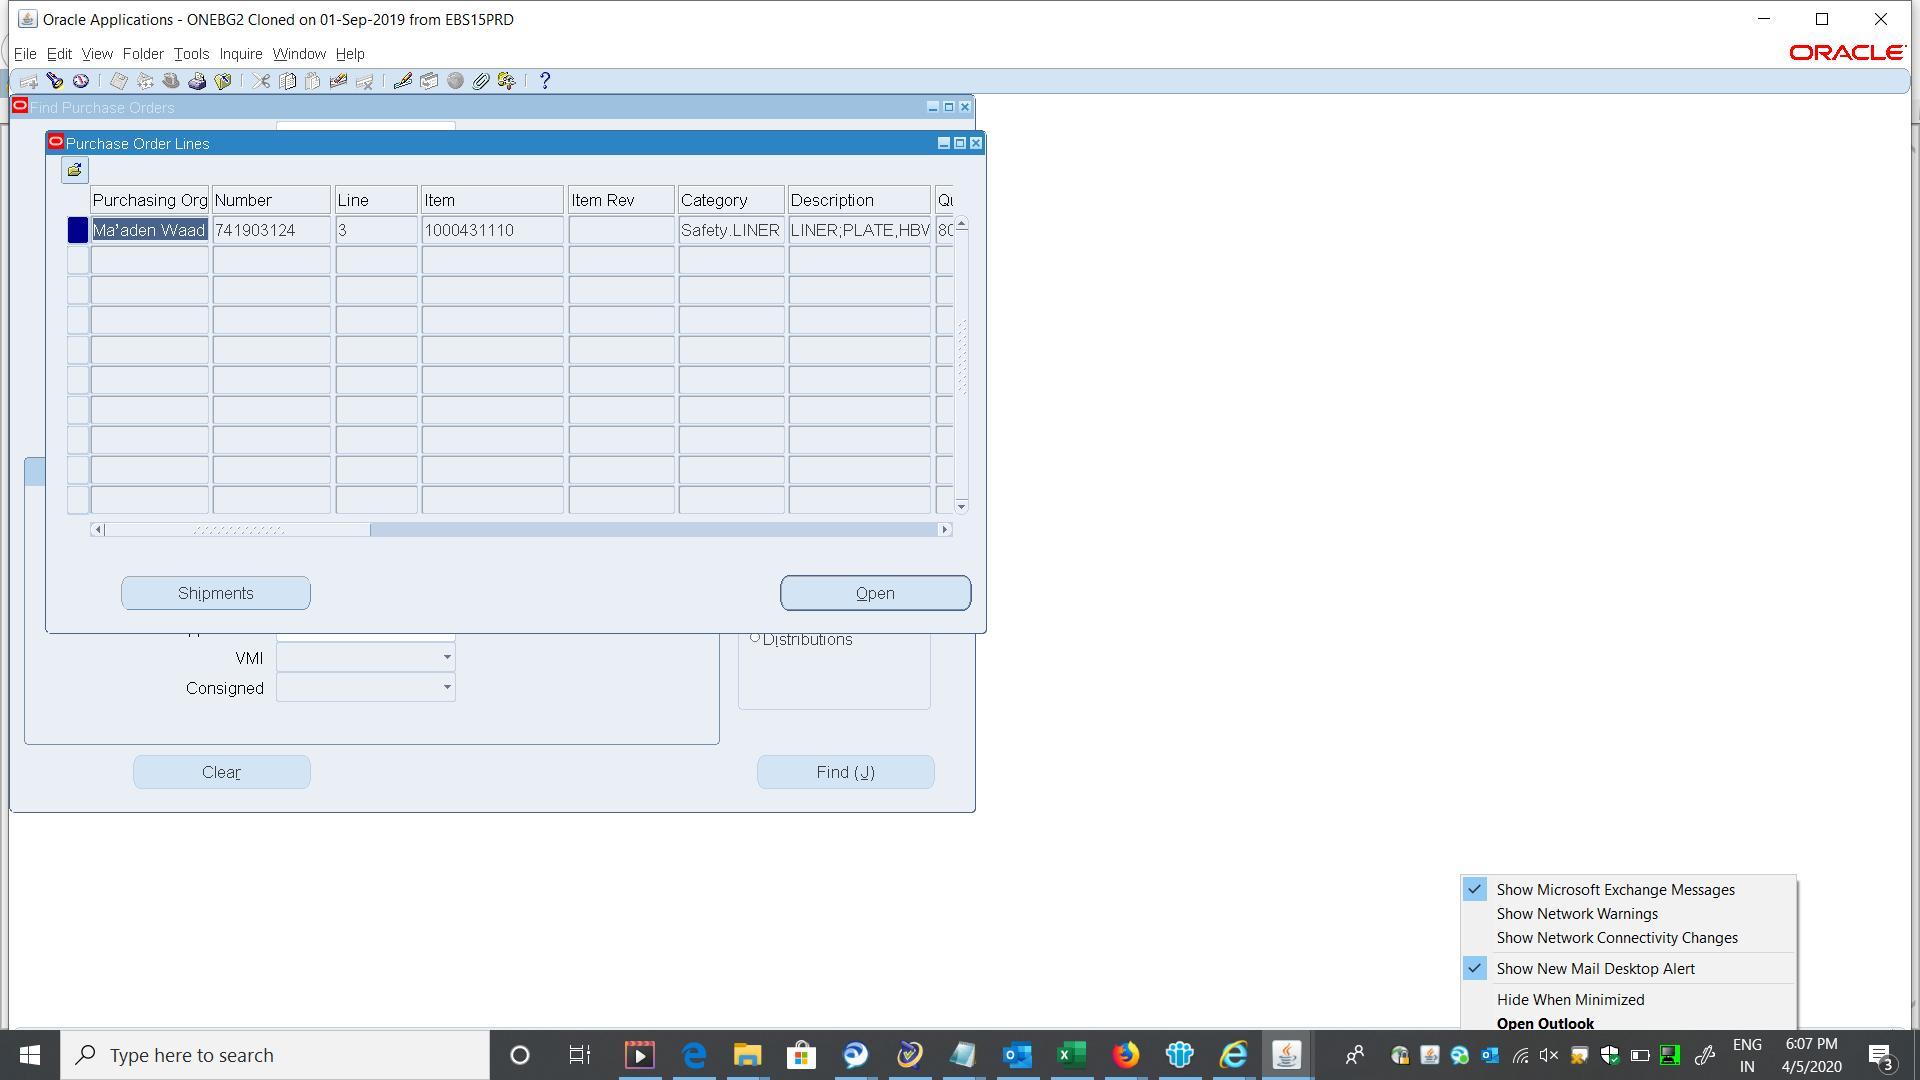 Oracle Applications - ONEBG2 Cloned on 01-Sep-2019 from EBS15PRD
File Edit View Folder Tools Inquire Window Help
ORACLE
Find Purchase Orders
Purchase Order Lines
Purchasing Org Number Line Item Item Rev Category Description Qu
Ma'aden Waad 741903124 3 1000431110 Safety.LINER LINER;PLATE,HBW 80
Shipments Open
Distributions
VMI
Consigned
Clear Find (J)
Show Microsoft Exchange Messages
Show Network Warnings
Show Network Connectivity Changes
Show New Mail Desktop Alert
Hide When Minimized
Open Outlook
Type here to search
ENG
IN
6:07 PM
4/5/2020
3